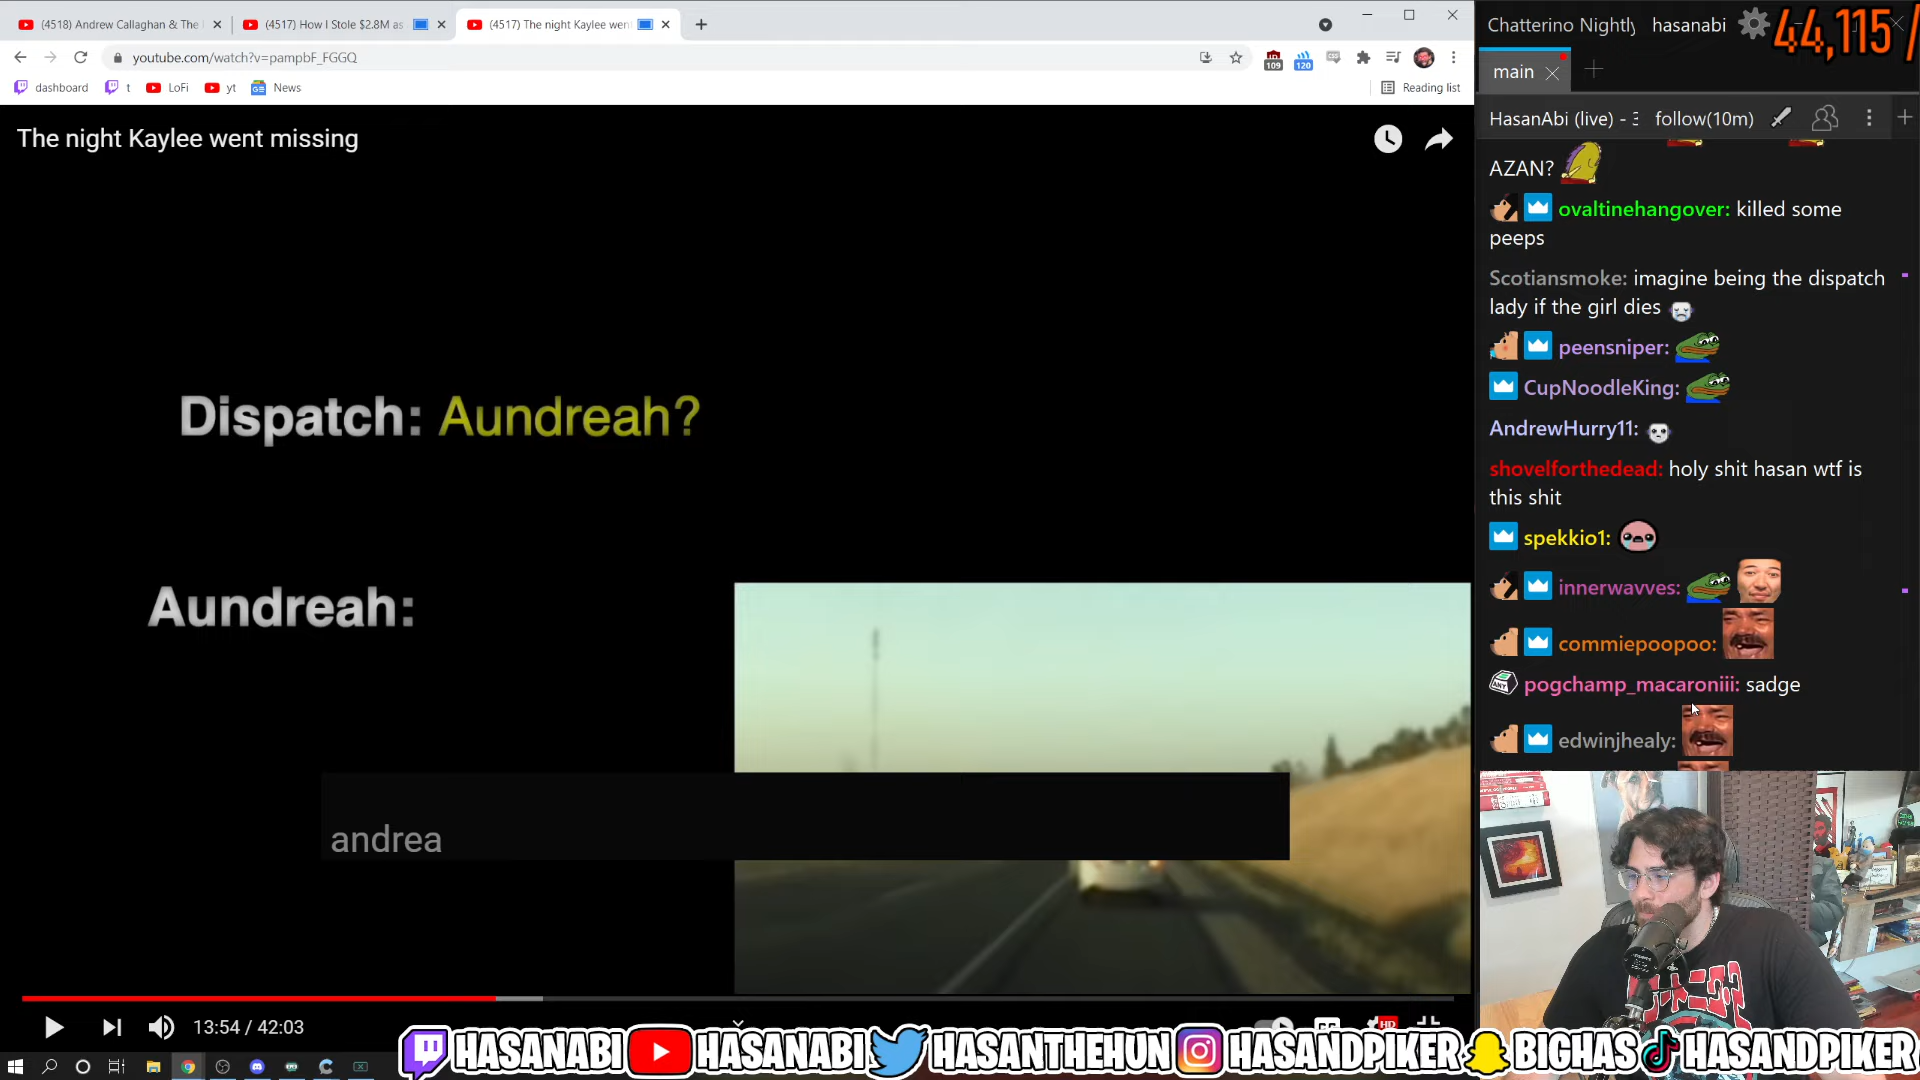 (4518) Andrew Callaghan & The
(4517) How I Stole $2.8M as
(4517) The night Kaylee went
youtube.com/watch?v=pampbF_FGGQ
109
120
dashboard
t
LoFi
yt
News
Reading list
The night Kaylee went missing
Dispatch: Aundreah?
Aundreah:
andrea
13:54 / 42:03
HD
HASANABI
HASANABI
HASANTHEHUN
HASANDPIKER
BIGHAS
HASANDPIKER
Chatterino Nightly
hasanabi
44,115 /
main
HasanAbi (live) - 3
follow(10m)
AZAN?
ovaltinehangover: killed some
peeps
Scotiansmoke: imagine being the dispatch
lady if the girl dies
peensniper:
CupNoodleKing:
AndrewHurry11:
shovelforthedead: holy shit hasan wtf is
this shit
spekkio1:
innerwavves:
commiepoopoo:
pogchamp_macaroniii: sadge
edwinjhealy: